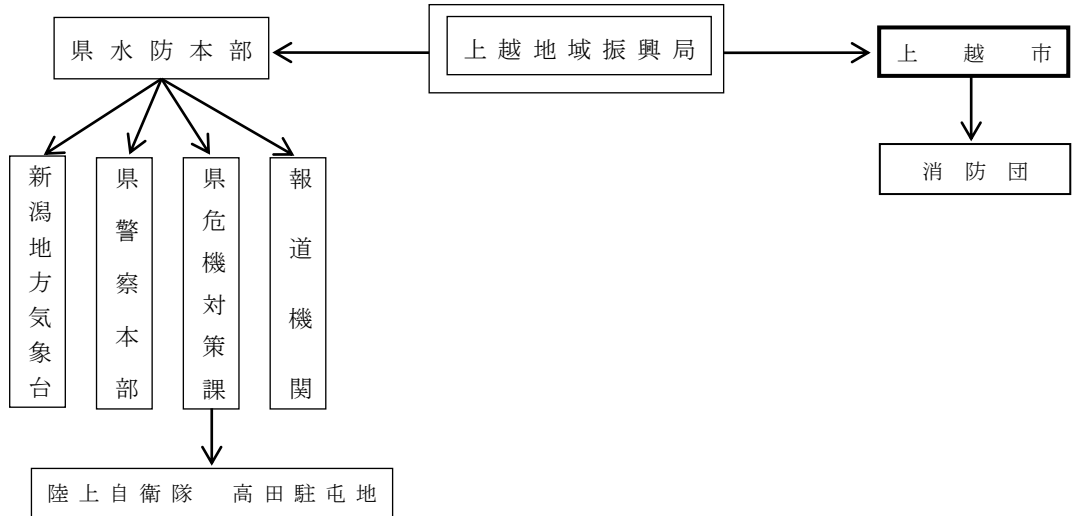 県水防本部
上越地域振興局
上越市
消防団
新潟地方気象台
県警察本部
県危機対策課
報道機関
陸上自衛隊　高田駐屯地